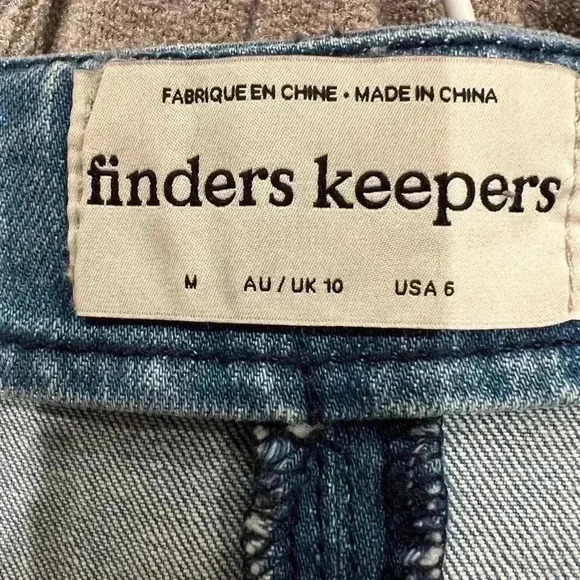 FABRIQUE EN CHINE • MADE IN CHINA
finders keepers
M AU / UK 10 USA 6